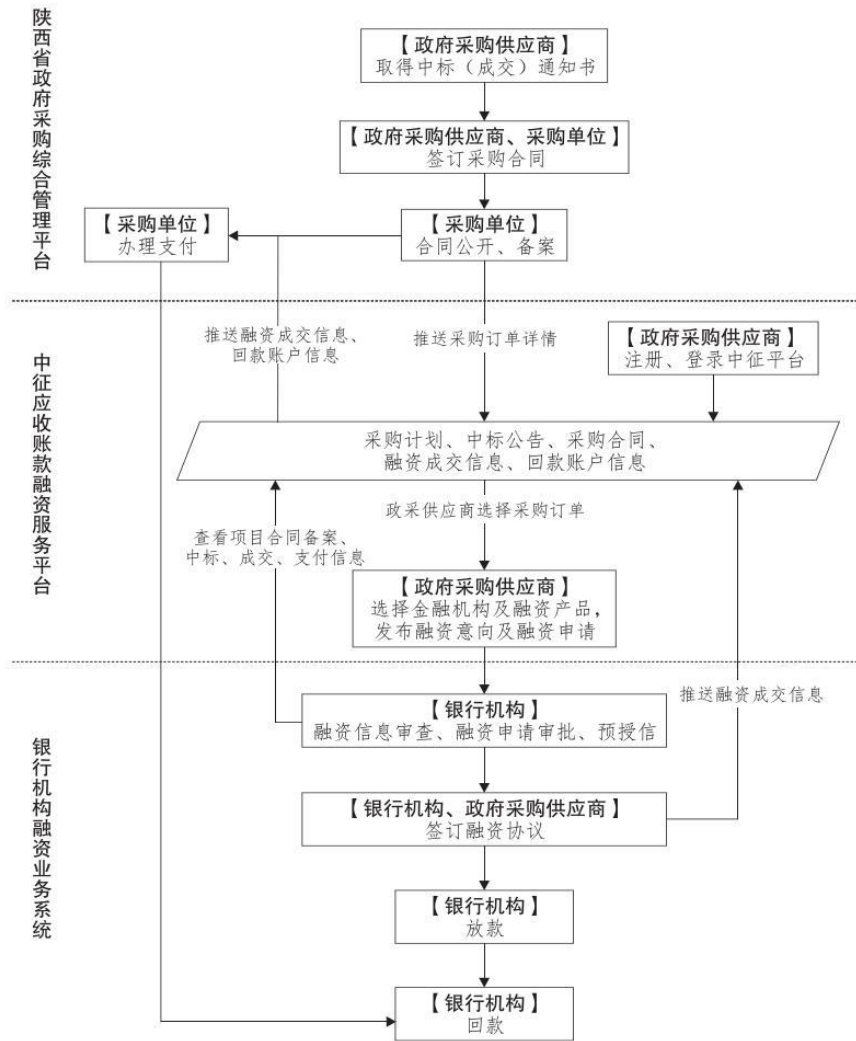 陕西省政府采购综合管理平台
【政府采购供应商】
取得中标（成交）通知书
【政府采购供应商、采购单位】
签订采购合同
【采购单位】
办理支付
【采购单位】
合同公开、备案
中征应收账款融资服务平台
推送融资成交信息、
回款账户信息
推送采购订单详情
【政府采购供应商】
注册、登录中征平台
采购计划、中标公告、采购合同、
融资成交信息、回款账户信息
政采供应商选择采购订单
查看项目合同备案、
中标、成交、支付信息
【政府采购供应商】
选择金融机构及融资产品，
发布融资意向及融资申请
银行机构融资业务系统
【银行机构】
融资信息审查、融资申请审批、预授信
推送融资成交信息
【银行机构、政府采购供应商】
签订融资协议
【银行机构】
放款
【银行机构】
回款